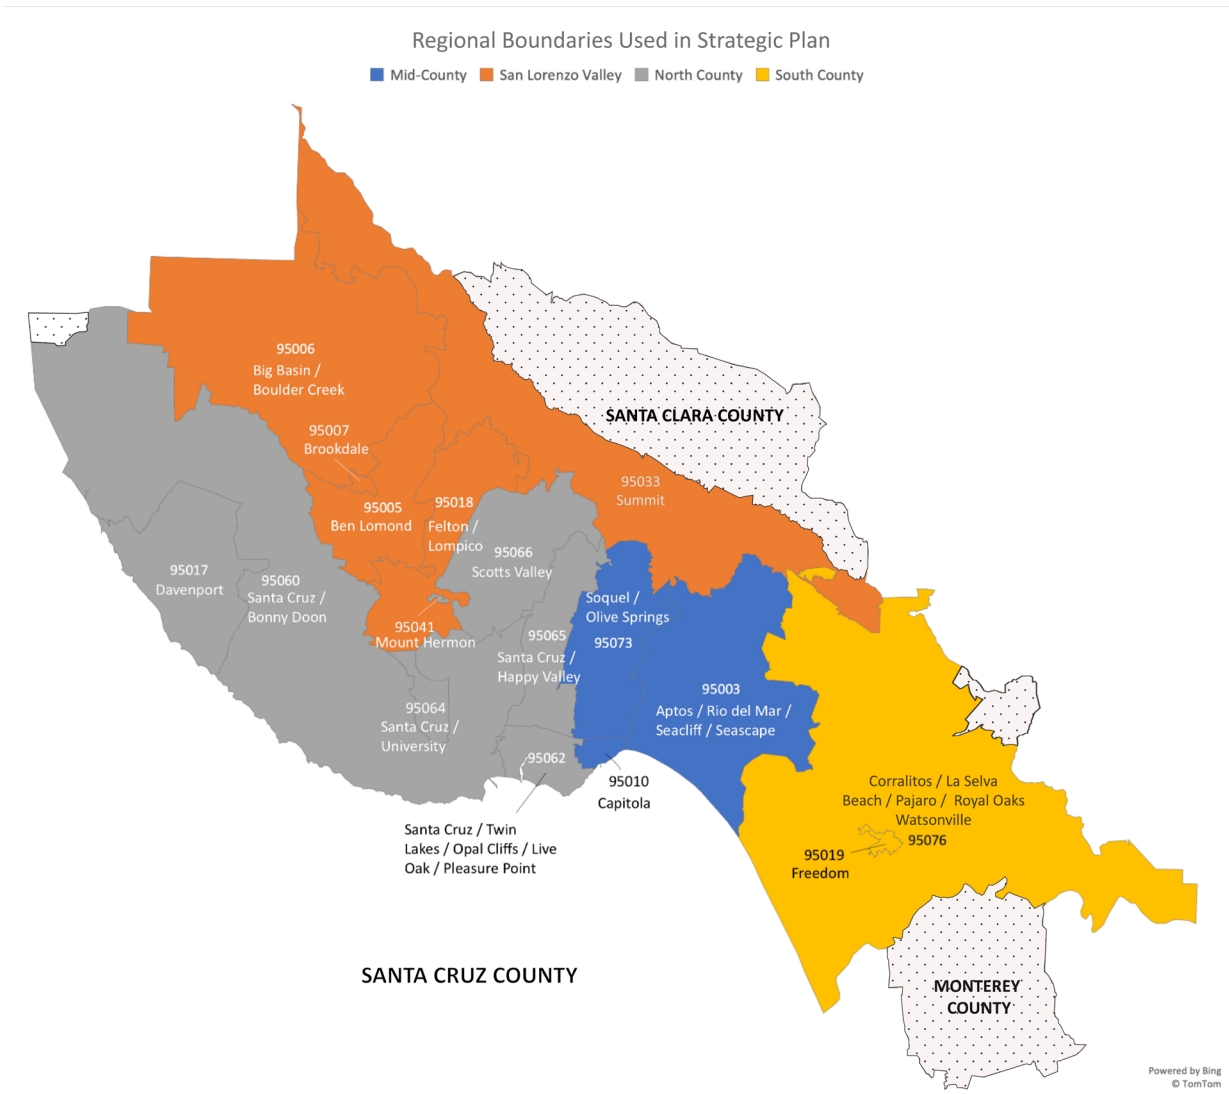 Regional Boundaries Used in Strategic Plan
Mid-County
San Lorenzo Valley
North County
South County
95006
Big Basin /
Boulder Creek
SANTA CLARA COUNTY
95007
Brookdale
95033
Summit
95005
Ben Lomond
95018
Felton /
Lompico
95066
Scotts Valley
95017
Davenport
95060
Santa Cruz /
Bonny Doon
Soquel /
Olive Springs
95073
95041
Mount Hermon
95065
Santa Cruz /
Happy Valley
95003
Aptos / Rio del Mar /
Seacliff / Seascape
95064
Santa Cruz /
University
95062
95010
Capitola
Corralitos / La Selva
Beach / Pajaro / Royal Oaks
Watsonville
95076
95019
Freedom
Santa Cruz / Twin
Lakes / Opal Cliffs / Live
Oak / Pleasure Point
SANTA CRUZ COUNTY
MONTEREY
COUNTY
Powered by Bing
© TomTom